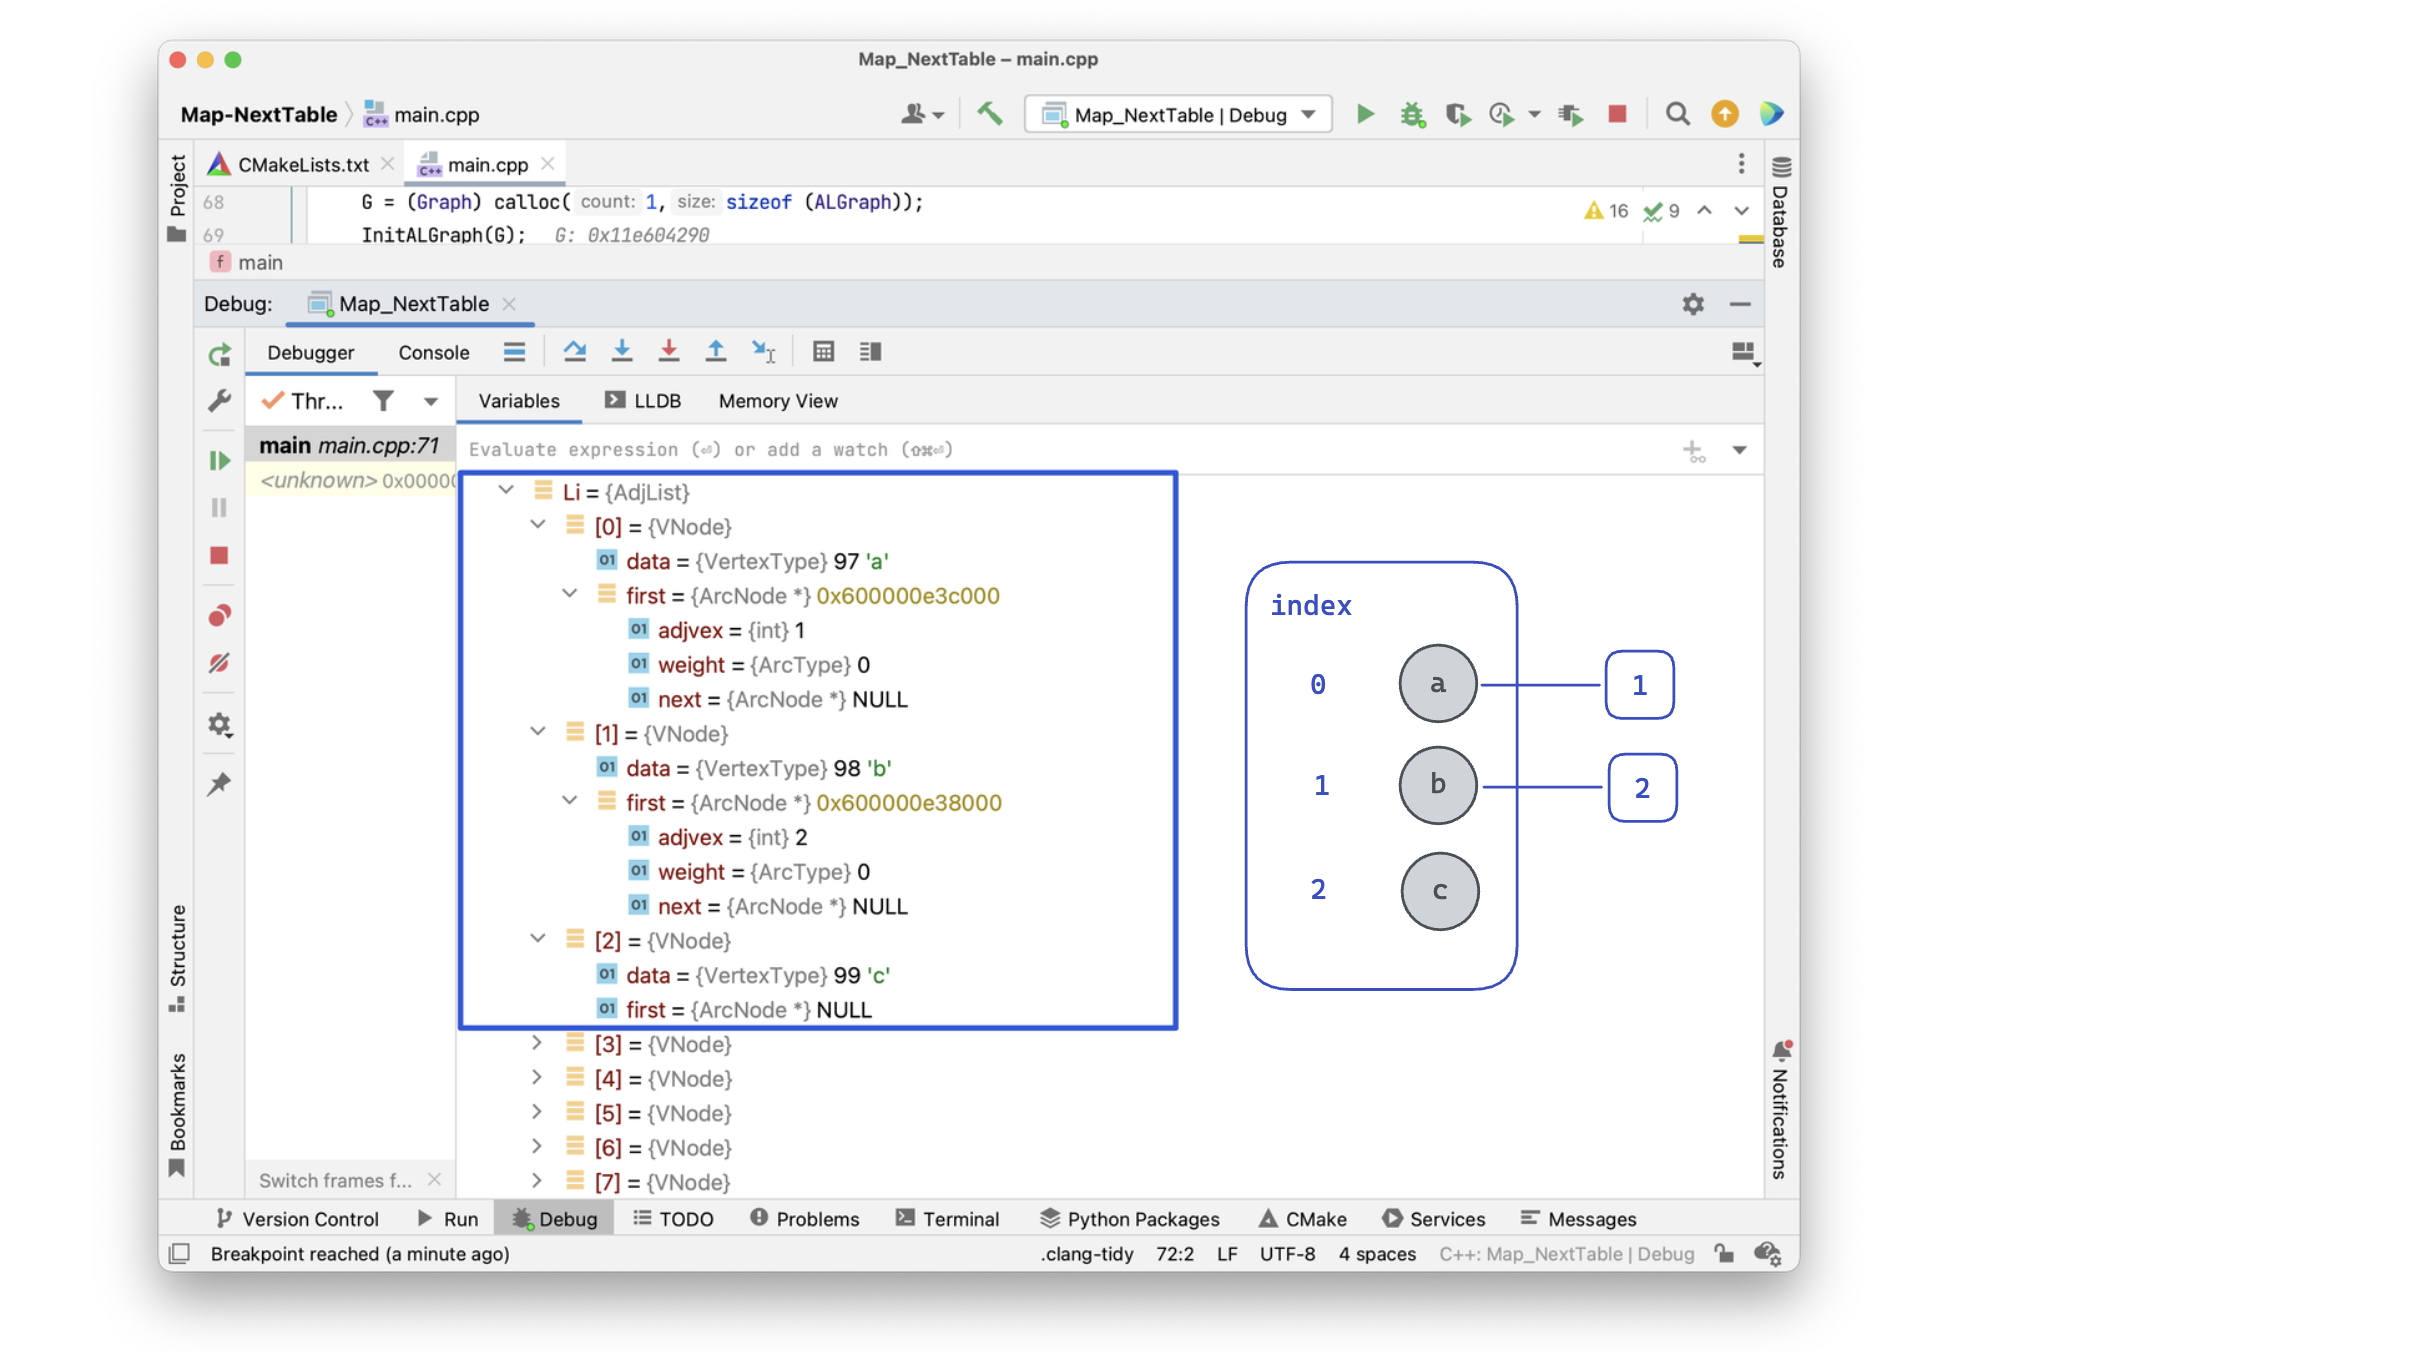 Map_NextTable – main.cpp
Map-NextTable
main.cpp
Map_NextTable | Debug
Project
CMakeLists.txt
main.cpp
68 G = (Graph) calloc( count: 1, size: sizeof (ALGraph));
16 9
69 InitALGraph(G); G: 0x11e604290
f main
Database
Debug: Map_NextTable
Debugger Console
Thr...
Variables LLDB Memory View
main main.cpp:71
Evaluate expression (⏎) or add a watch (⇧⌘⏎)
<unknown> 0x0000
Li = {AdjList}
[0] = {VNode}
data = {VertexType} 97 'a'
first = {ArcNode *} 0x600000e3c000
adjvex = {int} 1
weight = {ArcType} 0
next = {ArcNode *} NULL
[1] = {VNode}
data = {VertexType} 98 'b'
first = {ArcNode *} 0x600000e38000
adjvex = {int} 2
weight = {ArcType} 0
next = {ArcNode *} NULL
[2] = {VNode}
data = {VertexType} 99 'c'
first = {ArcNode *} NULL
[3] = {VNode}
[4] = {VNode}
[5] = {VNode}
[6] = {VNode}
[7] = {VNode}
index
0 a 1
1 b 2
2 c
Structure
Bookmarks
Notifications
Switch frames f...
Version Control Run Debug TODO Problems Terminal Python Packages CMake Services Messages
Breakpoint reached (a minute ago)
.clang-tidy 72:2 LF UTF-8 4 spaces C++: Map_NextTable | Debug